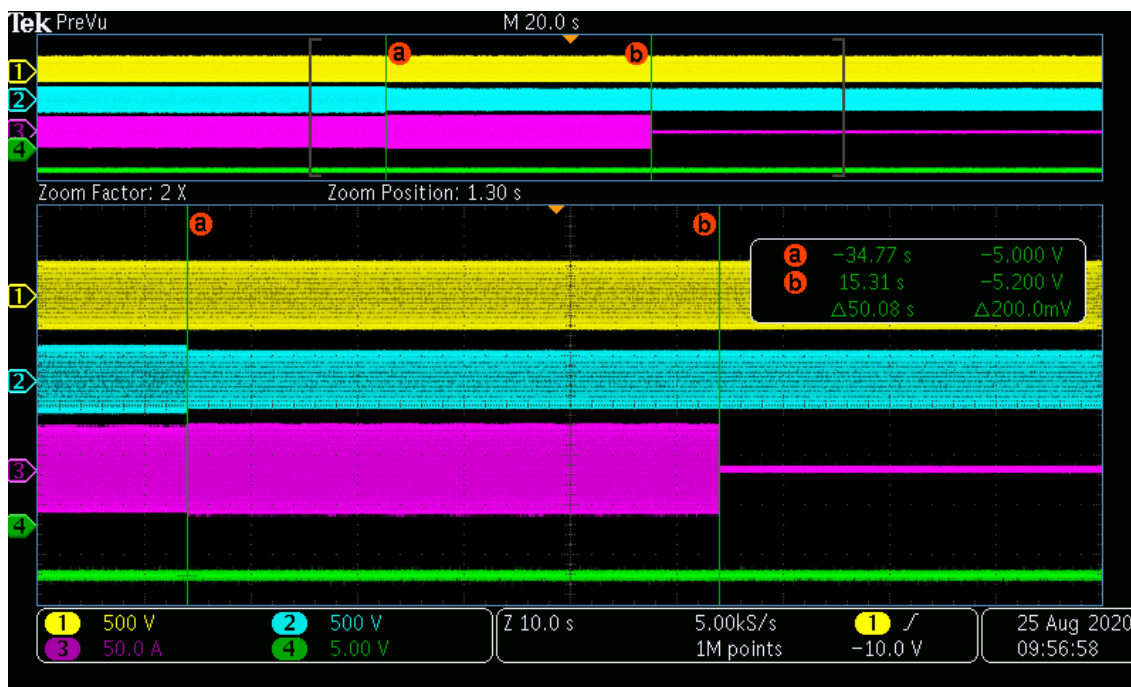 Tek PreVu M 20.0 s
a b
1
2
3
4
Zoom Factor: 2 X Zoom Position: 1.30 s
a b
a −34.77 s −5.000 V
b 15.31 s −5.200 V
Δ50.08 s Δ200.0mV
1
2
3
4
1 500 V 2 500 V Z 10.0 s 5.00kS/s 1 25 Aug 2020
3 50.0 A 4 5.00 V 1M points −10.0 V 09:56:58